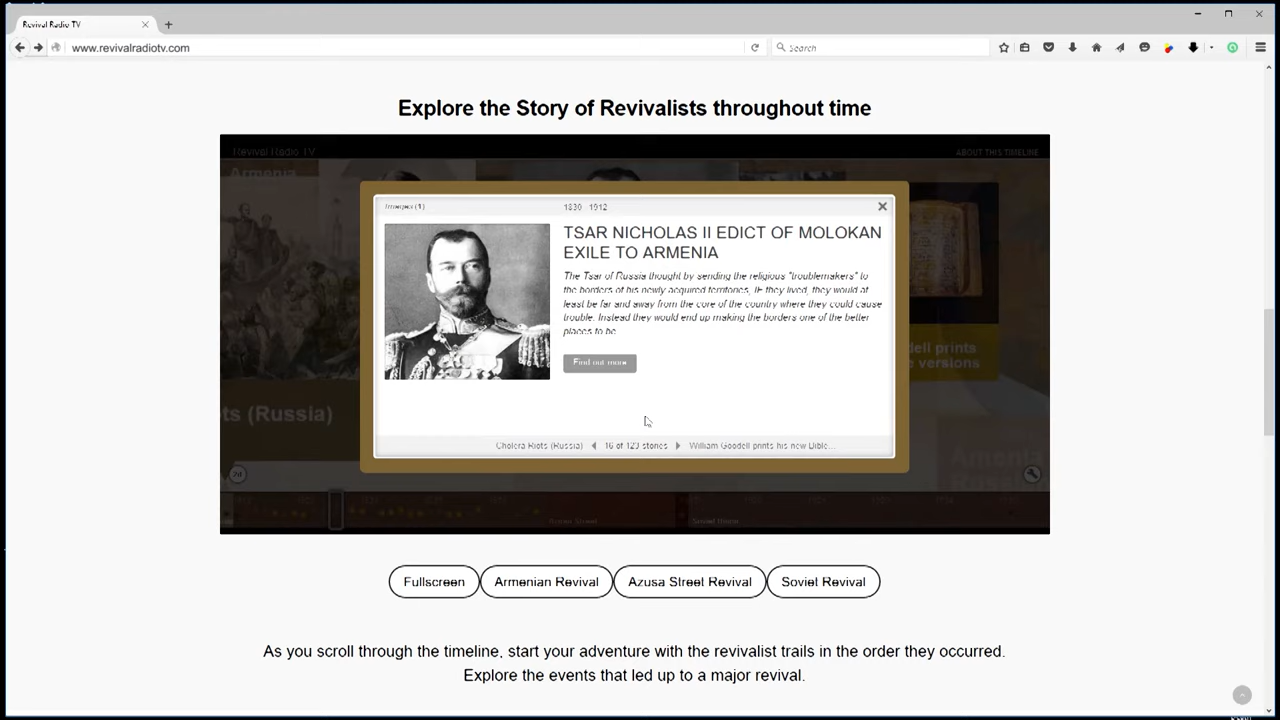 Revival Radio TV
www.revivalradiotv.com
Search
Explore the Story of Revivalists throughout time
Revival Radio TV
ABOUT THIS TIMELINE
Armenia
Images (1)
1830 - 1912
TSAR NICHOLAS II EDICT OF MOLOKAN
EXILE TO ARMENIA
The Tsar of Russia thought by sending the religious "troublemakers" to
the borders of his newly acquired territories, IF they lived, they would at
least be far and away from the core of the country where they could cause
trouble. Instead they would end up making the borders one of the better
places to be
Find out more
dell prints
versions
ots (Russia)
Cholera Riots (Russia)
16 of 123 stories
William Goodell prints his new Bible...
Armenia
Azusa Street
Fullscreen
Armenian Revival
Azusa Street Revival
Soviet Revival
As you scroll through the timeline, start your adventure with the revivalist trails in the order they occurred.
Explore the events that led up to a major revival.